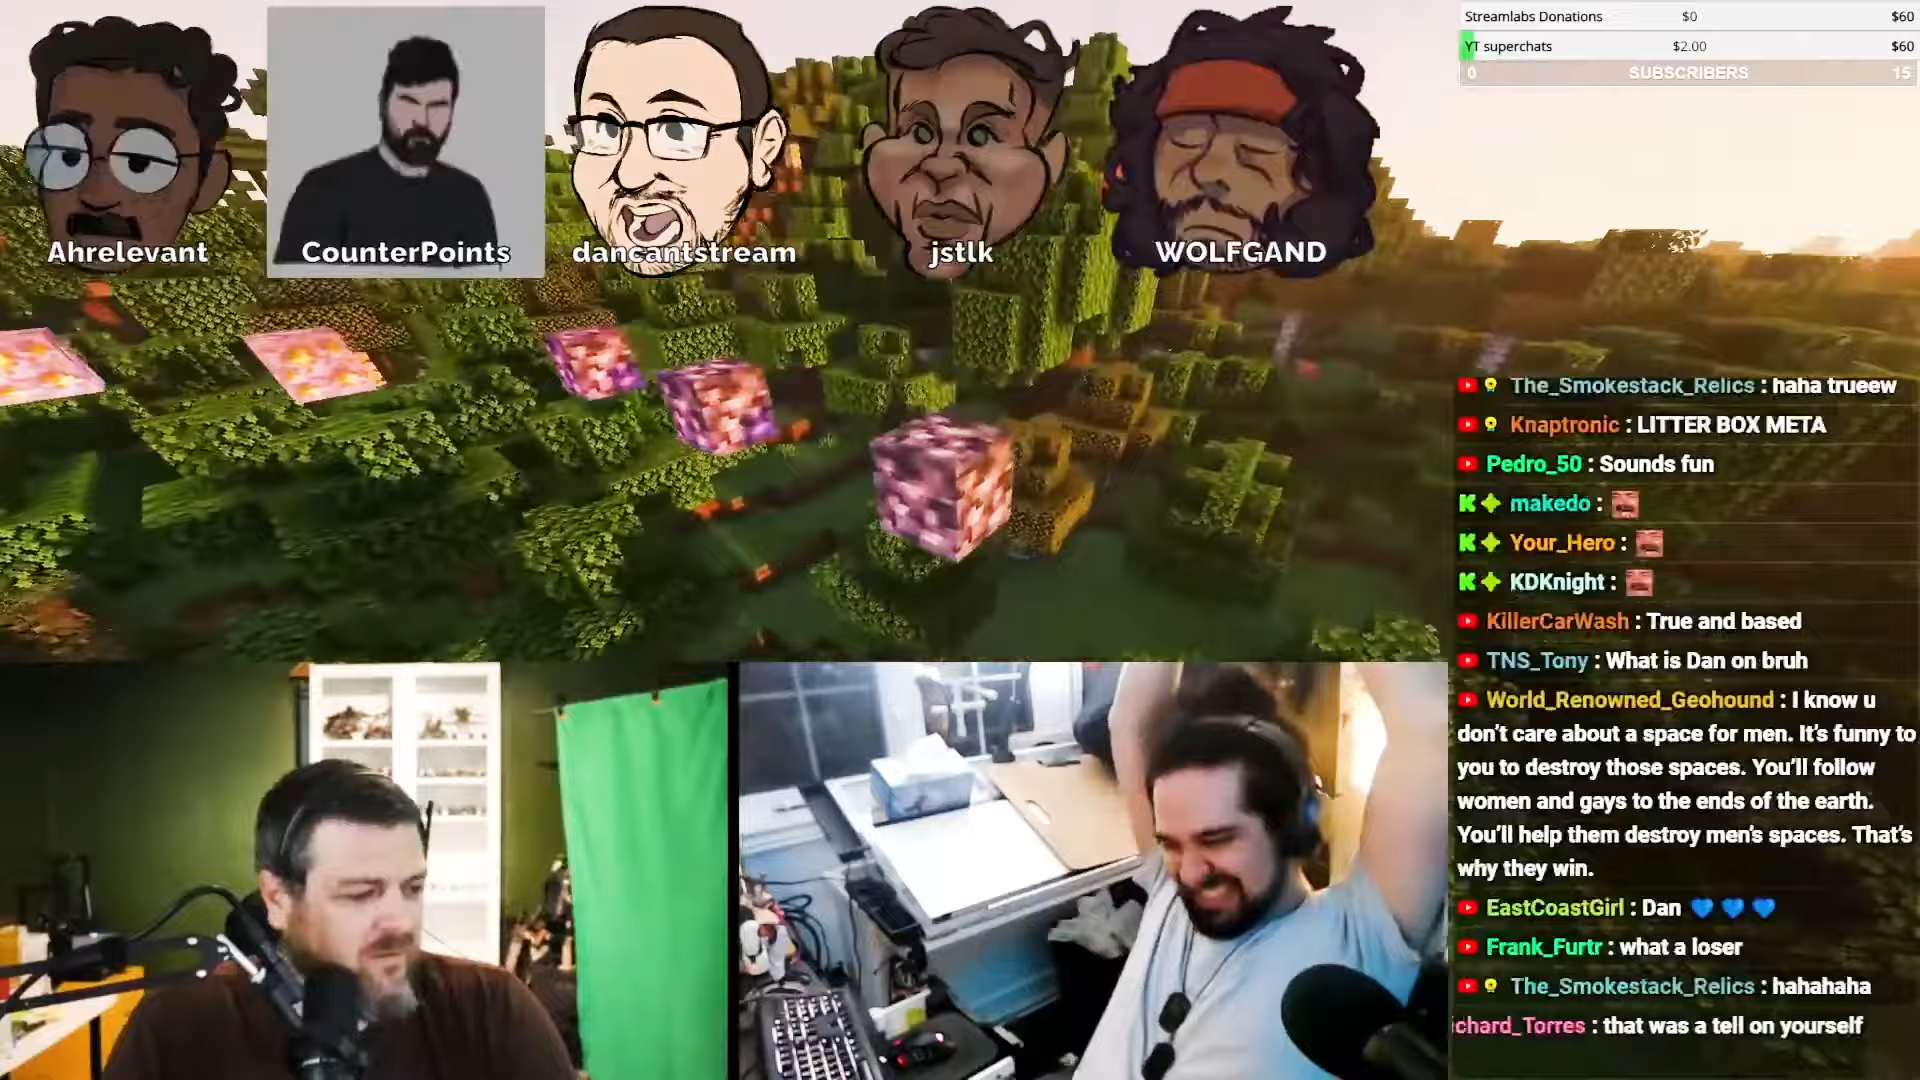 Streamlabs Donations $0 $60
YT superchats $2.00 $60
0 SUBSCRIBERS 15
Ahrelevant
CounterPoints
dancantstream
jstlk
WOLFGAND
The_Smokestack_Relics : haha trueew
Knaptronic : LITTER BOX META
Pedro_50 : Sounds fun
makedo :
Your_Hero :
KDKnight :
KillerCarWash : True and based
TNS_Tony : What is Dan on bruh
World_Renowned_Geohound : I know u
don't care about a space for men. It's funny to
you to destroy those spaces. You'll follow
women and gays to the ends of the earth.
You'll help them destroy men's spaces. That's
why they win.
EastCoastGirl : Dan 💙 💙 💙
Frank_Furtr : what a loser
The_Smokestack_Relics : hahahaha
ichard_Torres : that was a tell on yourself